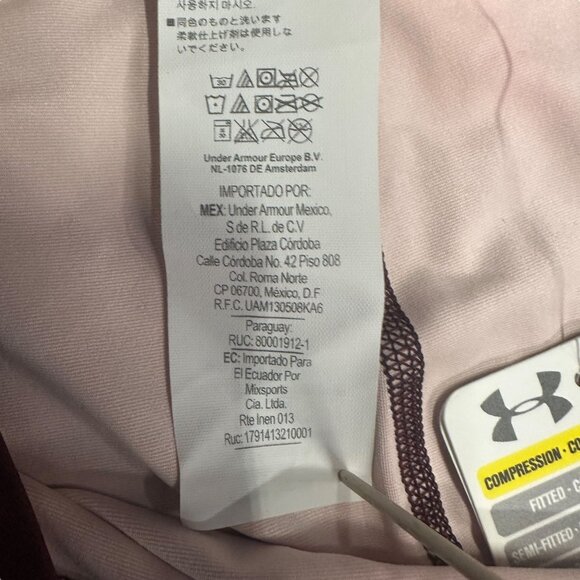 사용하지 마시오.
■同色のものと洗います
柔軟仕上げ剤は使用しな
いでください。
30
Under Armour Europe B.V.
NL-1076 DE Amsterdam
IMPORTADO POR:
MEX: Under Armour Mexico,
S de R.L. de C.V
Edificio Plaza Córdoba
Calle Córdoba No. 42 Piso 808
Col. Roma Norte
CP 06700, México, D.F
R.F.C. UAM130508KA6
Paraguay:
RUC: 80001912-1
EC: Importado Para
El Ecuador Por
Mixsports
Cia. Ltda.
Rte Inen 013
Ruc: 1791413210001
COMPRESSION · CO
FITTED · G
SEMI-FITTED